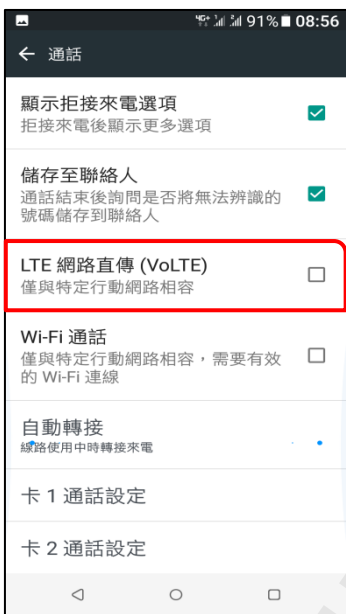 4G+ 91% 08:56
通話
顯示拒接來電選項
拒接來電後顯示更多選項
儲存至聯絡人
通話結束後詢問是否將無法辨識的
號碼儲存到聯絡人
LTE 網路直傳 (VoLTE)
僅與特定行動網路相容
Wi-Fi 通話
僅與特定行動網路相容，需要有效
的 Wi-Fi 連線
自動轉接
線路使用中時轉接來電
卡 1 通話設定
卡 2 通話設定